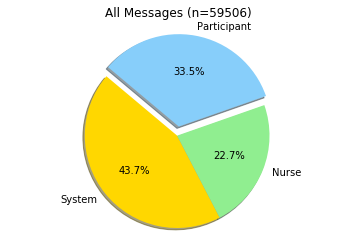 All Messages (n=59506)
Participant
33.5%
22.7%
43.7%
Nurse
System